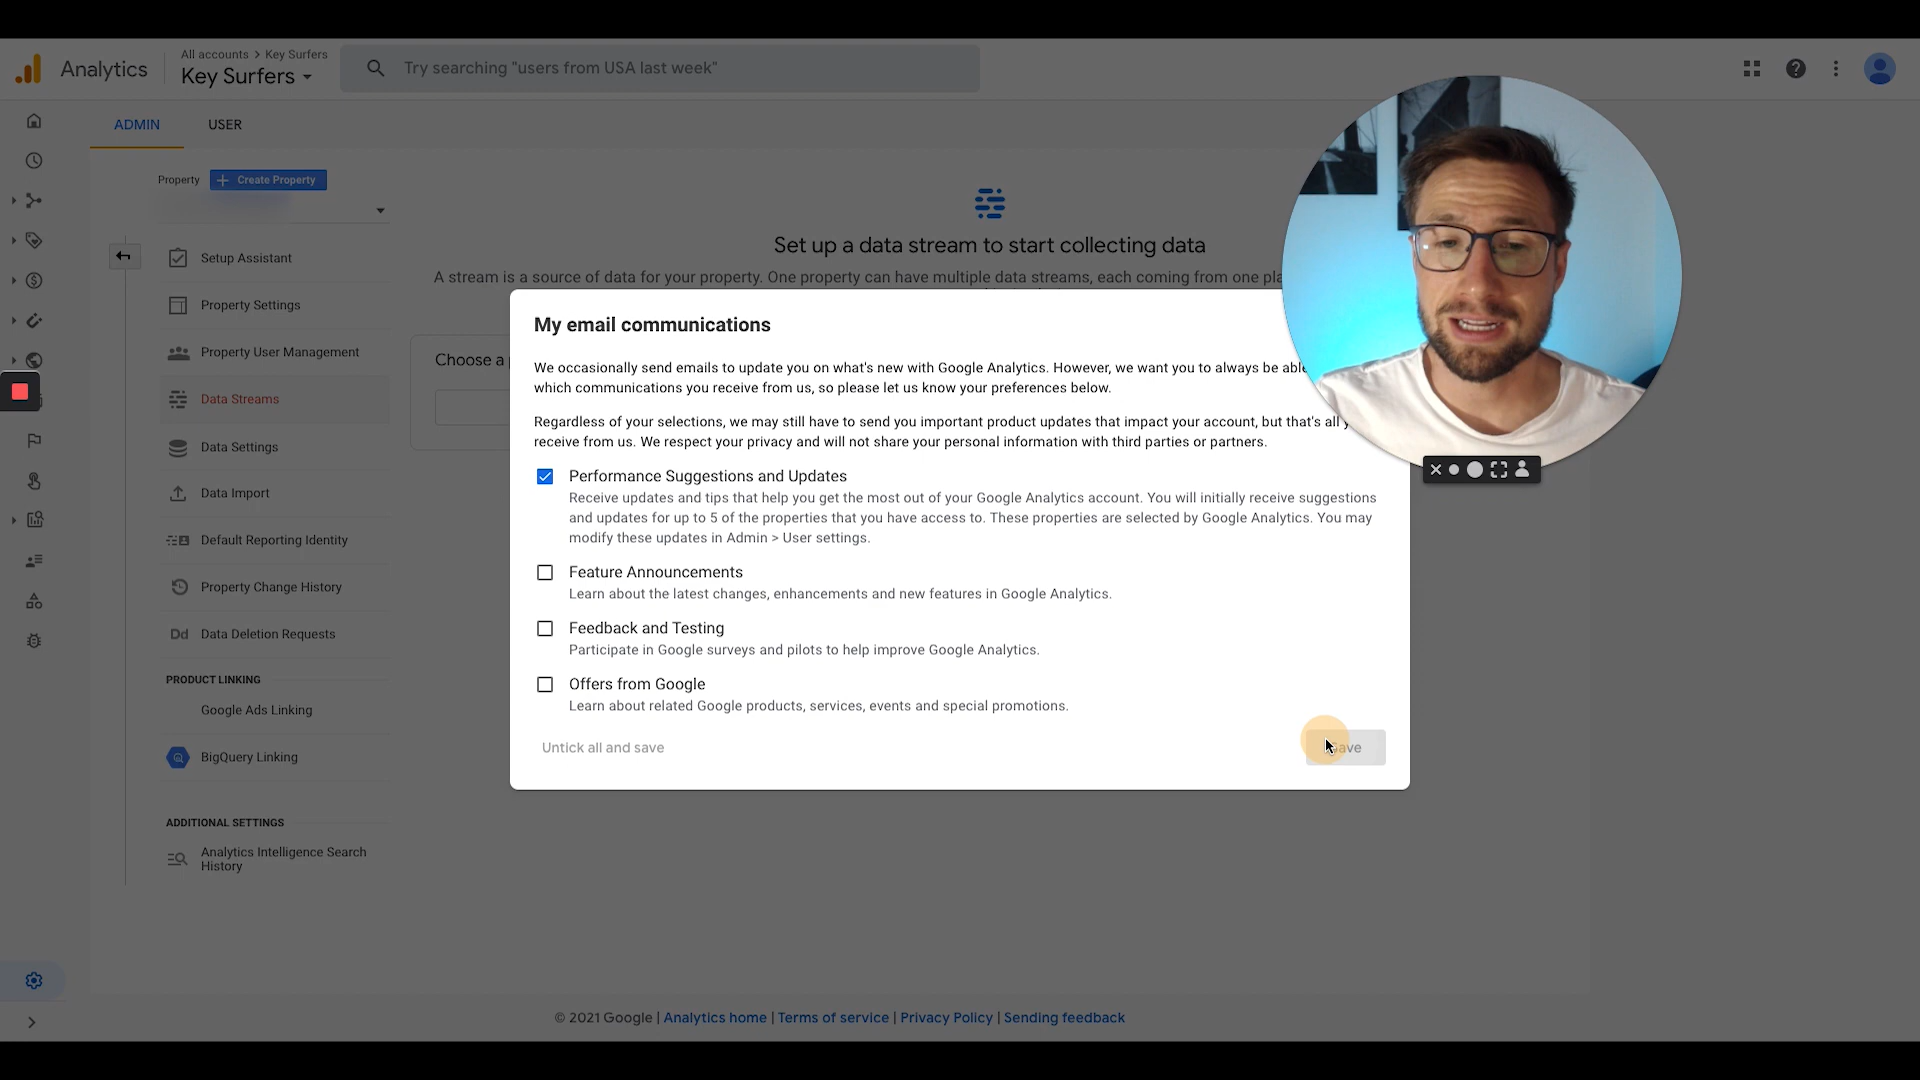 All accounts > Key Surfers
Analytics
Key Surfers
Try searching "users from USA last week"
ADMIN
USER
Property
Create Property
Setup Assistant
Property Settings
Property User Management
Data Streams
Data Settings
Data Import
Default Reporting Identity
Property Change History
Dd Data Deletion Requests
PRODUCT LINKING
Google Ads Linking
BigQuery Linking
ADDITIONAL SETTINGS
Analytics Intelligence Search
History
Set up a data stream to start collecting data
A stream is a source of data for your property. One property can have multiple data streams, each coming from one
Choose a
My email communications
We occasionally send emails to update you on what's new with Google Analytics. However, we want you to always be able
which communications you receive from us, so please let us know your preferences below.
Regardless of your selections, we may still have to send you important product updates that impact your account, but that's all
receive from us. We respect your privacy and will not share your personal information with third parties or partners.
Performance Suggestions and Updates
Receive updates and tips that help you get the most out of your Google Analytics account. You will initially receive suggestions
and updates for up to 5 of the properties that you have access to. These properties are selected by Google Analytics. You may
modify these updates in Admin > User settings.
Feature Announcements
Learn about the latest changes, enhancements and new features in Google Analytics.
Feedback and Testing
Participate in Google surveys and pilots to help improve Google Analytics.
Offers from Google
Learn about related Google products, services, events and special promotions.
Untick all and save
Save
© 2021 Google | Analytics home | Terms of service | Privacy Policy | Sending feedback